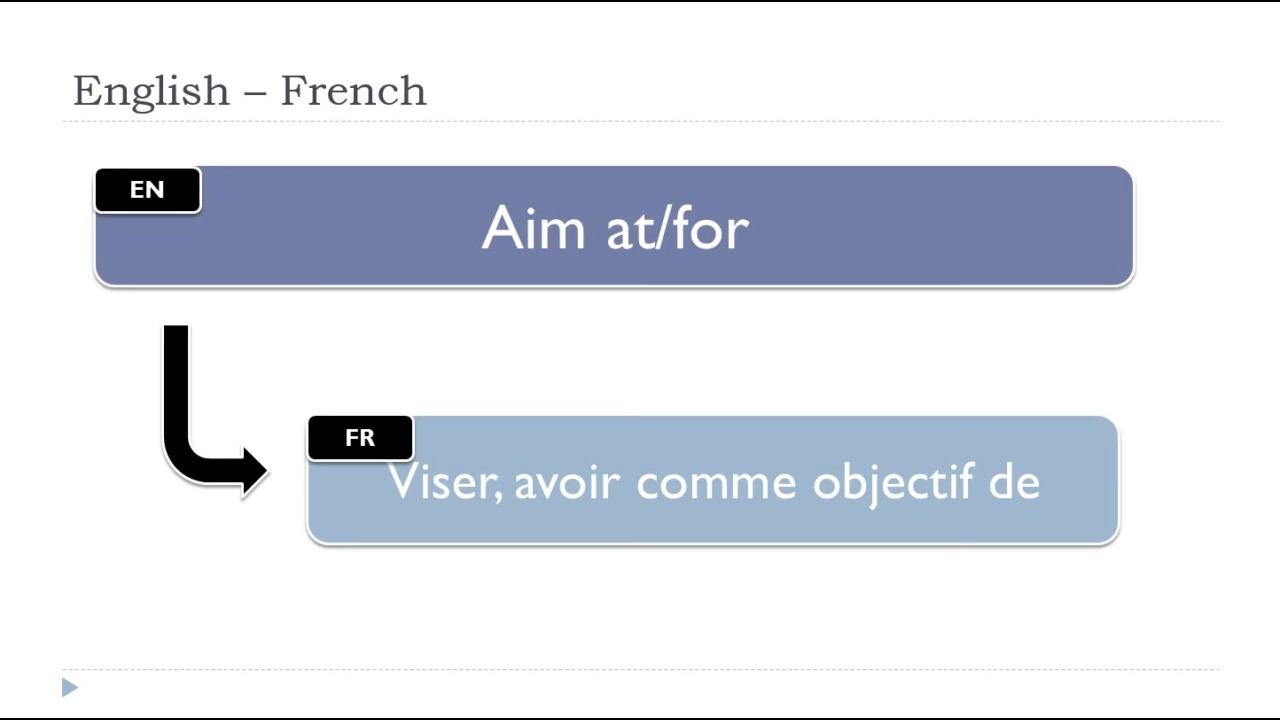 English – French
EN
Aim at/for
FR
Viser, avoir comme objectif de